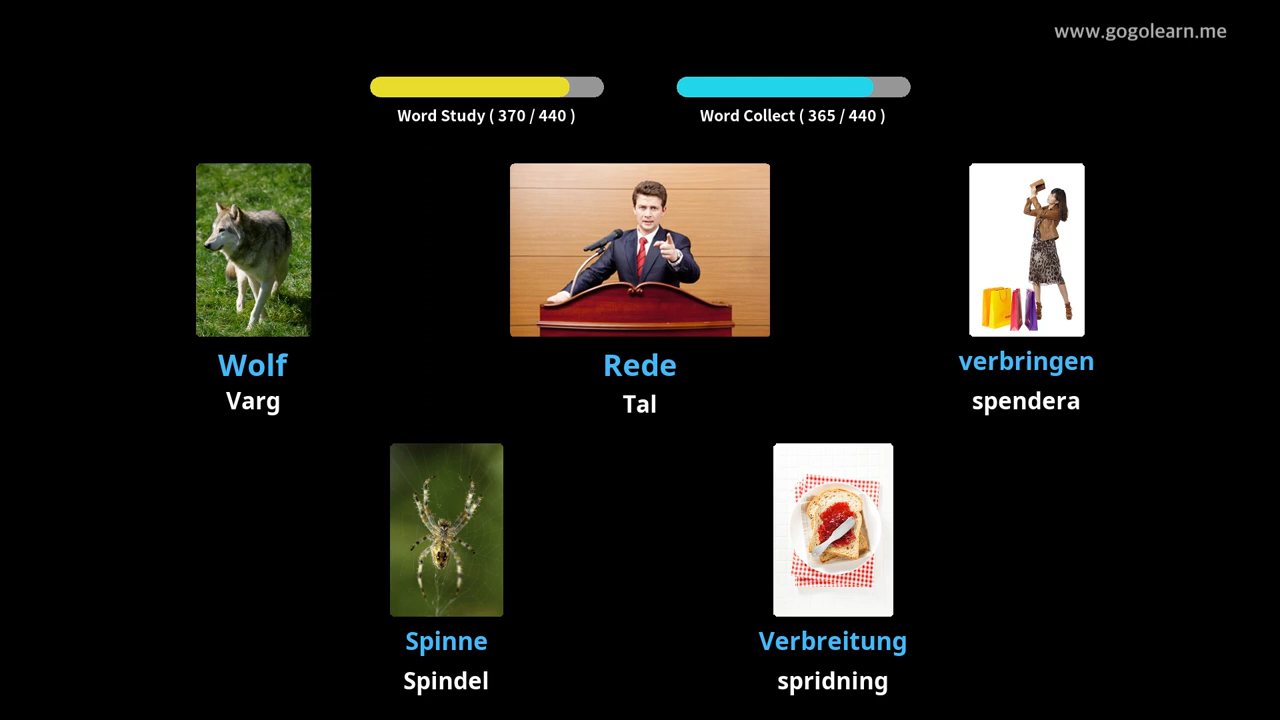 www.gogolearn.me
Word Study ( 370 / 440 )
Word Collect ( 365 / 440 )
Wolf
Varg
Rede
Tal
verbringen
spendera
Spinne
Spindel
Verbreitung
spridning